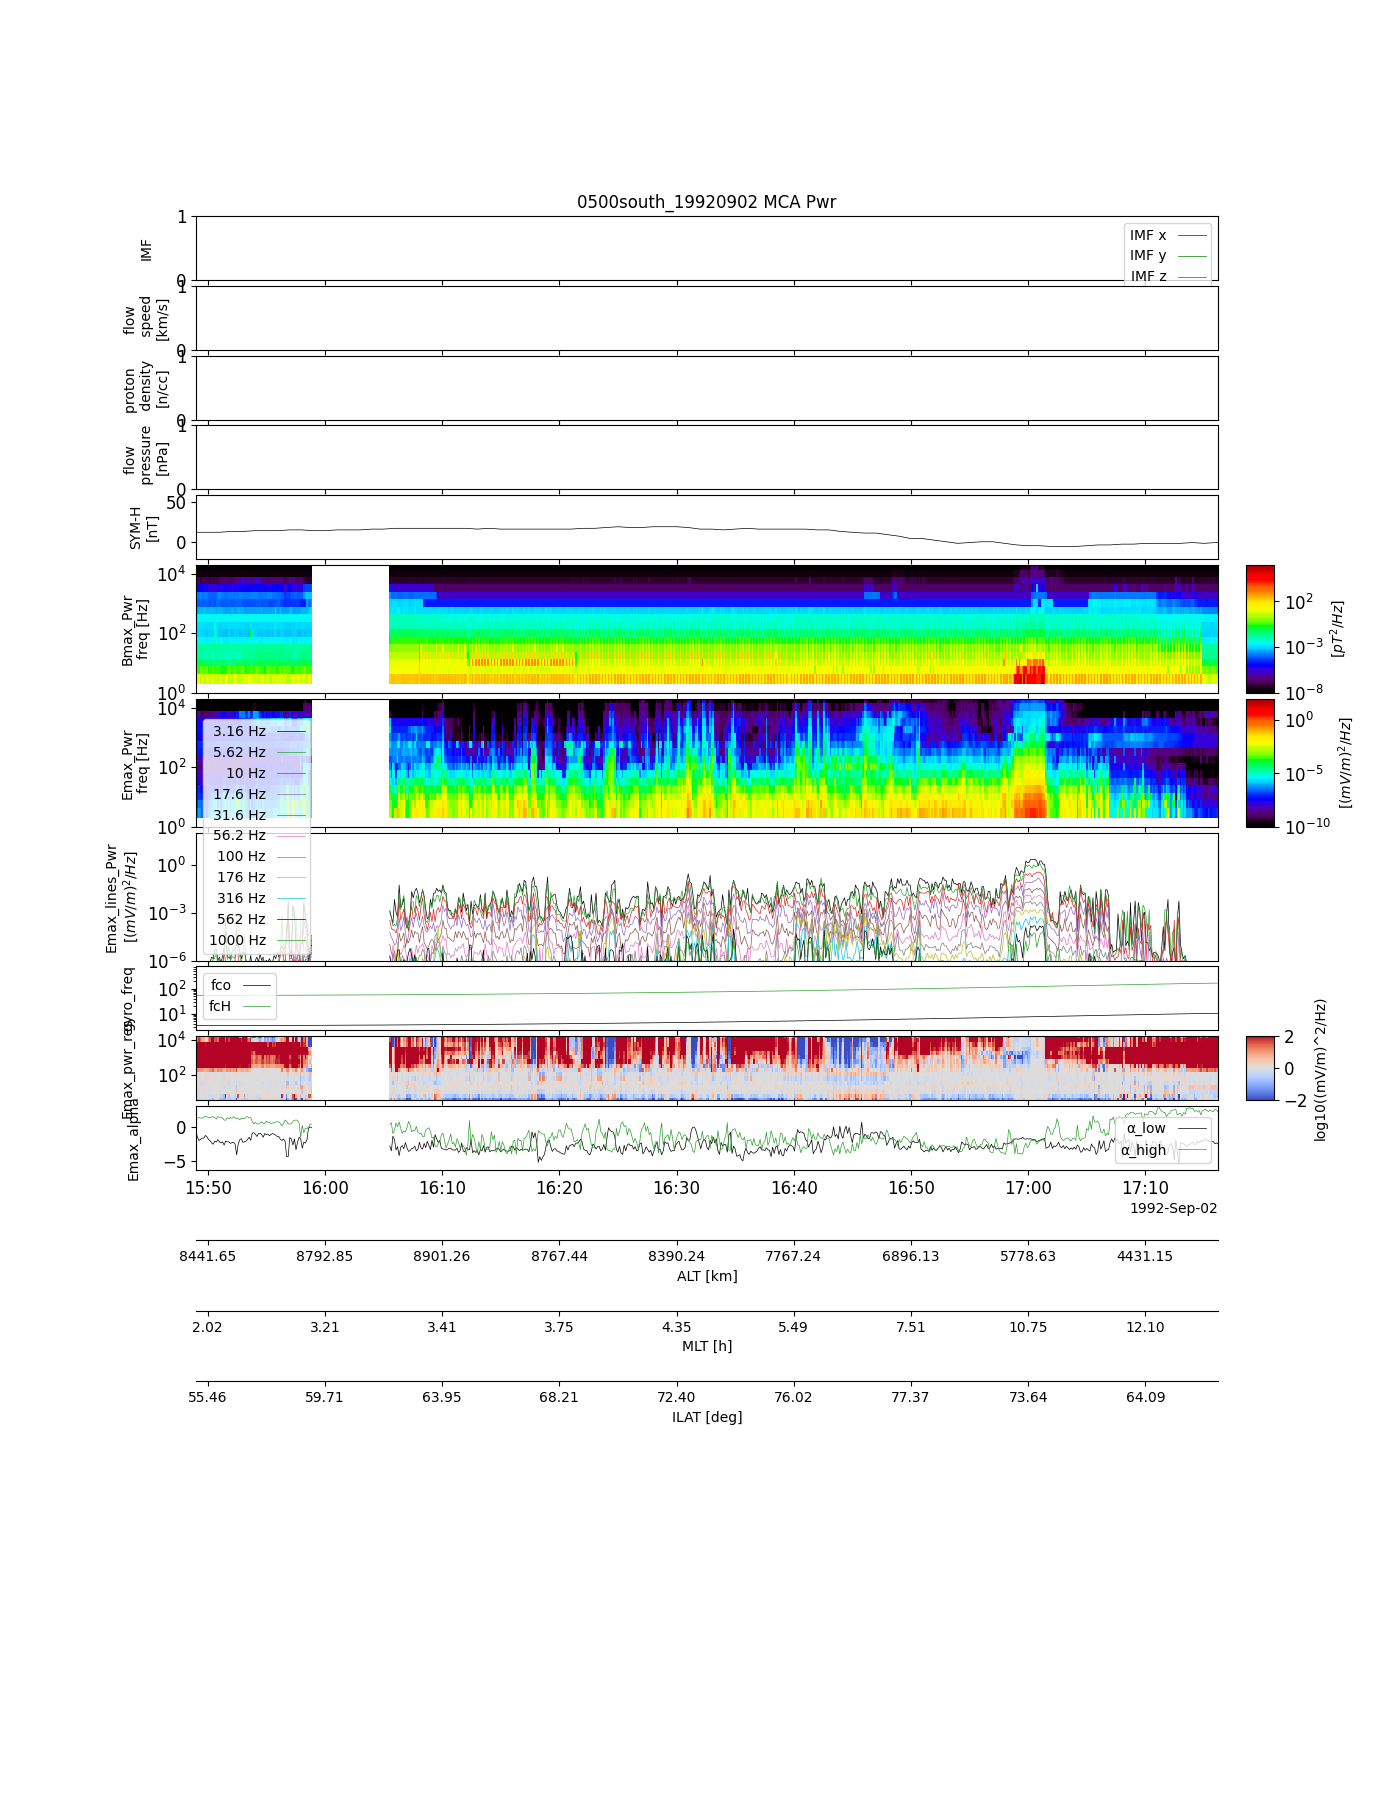 0500south_19920902 MCA Pwr
1
IMF
0
IMF x
IMF y
IMF z
1
flow
speed
[km/s]
0
1
proton
density
[n/cc]
0
1
flow
pressure
[nPa]
0
50
SYM-H
[nT]
0
10^4
Bmax_Pwr
freq [Hz]
10^2
10^0
10^2
10^-3
10^-8
[pT^2/Hz]
10^4
Emax_Pwr
freq [Hz]
10^2
10^0
10^0
10^-5
10^-10
[(mV/m)^2/Hz]
3.16 Hz
5.62 Hz
10 Hz
17.6 Hz
31.6 Hz
56.2 Hz
100 Hz
176 Hz
316 Hz
562 Hz
1000 Hz
Emax_lines_Pwr
[(mV/m)^2/Hz]
10^0
10^-3
10^-6
gyro_freq
10^2
10^1
fco
fcH
Emax_pwr_reg
10^4
10^2
2
0
−2
log10((mV/m)^2/Hz)
Emax_alpha
0
−5
α_low
α_high
15:50 16:00 16:10 16:20 16:30 16:40 16:50 17:00 17:10
1992-Sep-02
8441.65 8792.85 8901.26 8767.44 8390.24 7767.24 6896.13 5778.63 4431.15
ALT [km]
2.02 3.21 3.41 3.75 4.35 5.49 7.51 10.75 12.10
MLT [h]
55.46 59.71 63.95 68.21 72.40 76.02 77.37 73.64 64.09
ILAT [deg]